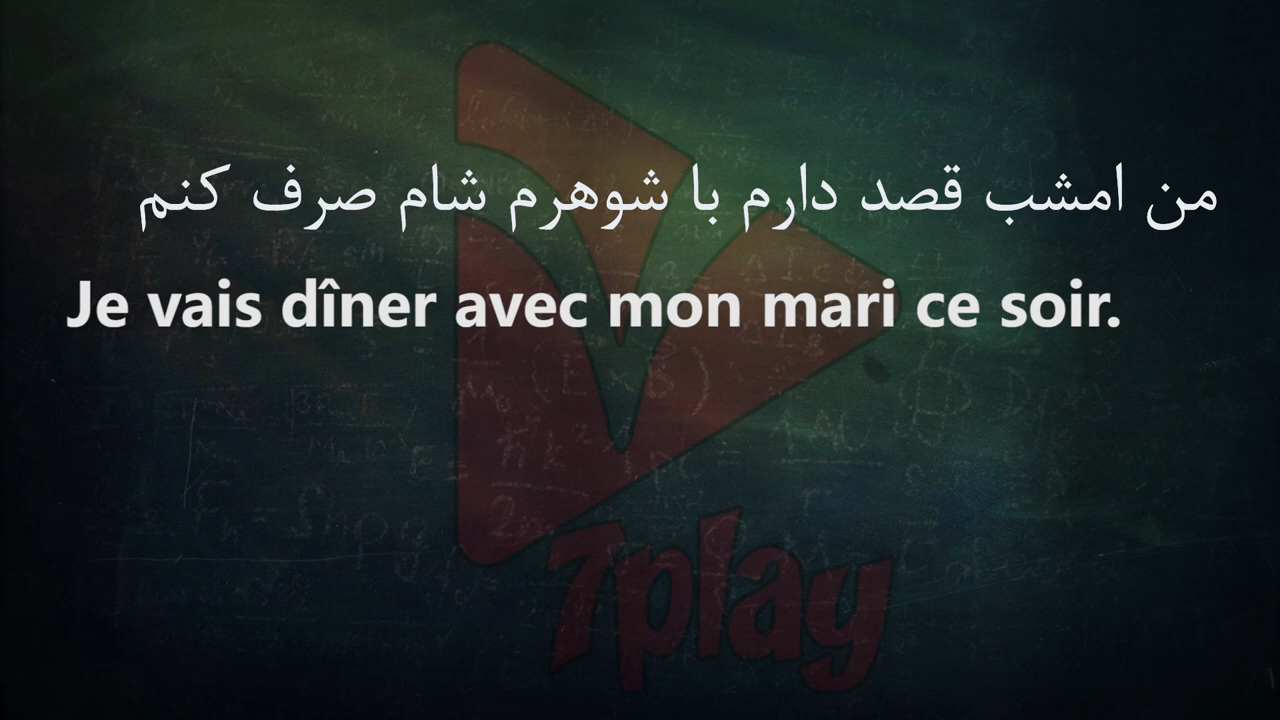 من امشب قصد دارم با شوهرم شام صرف کنم
Je vais dîner avec mon mari ce soir.
7play